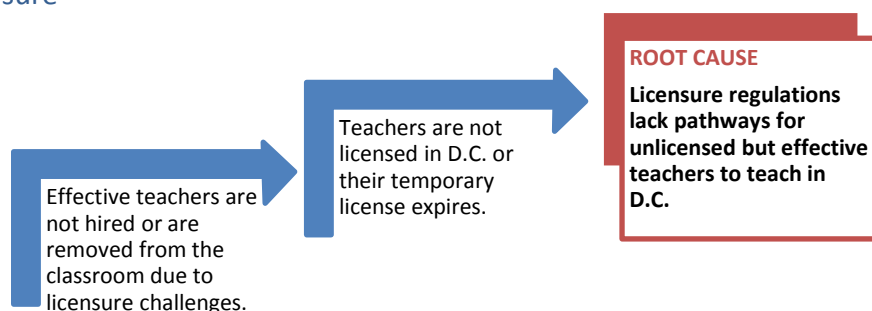 Effective teachers are
not hired or are
removed from the
classroom due to
licensure challenges.
Teachers are not
licensed in D.C. or
their temporary
license expires.
ROOT CAUSE
Licensure regulations
lack pathways for
unlicensed but effective
teachers to teach in
D.C.